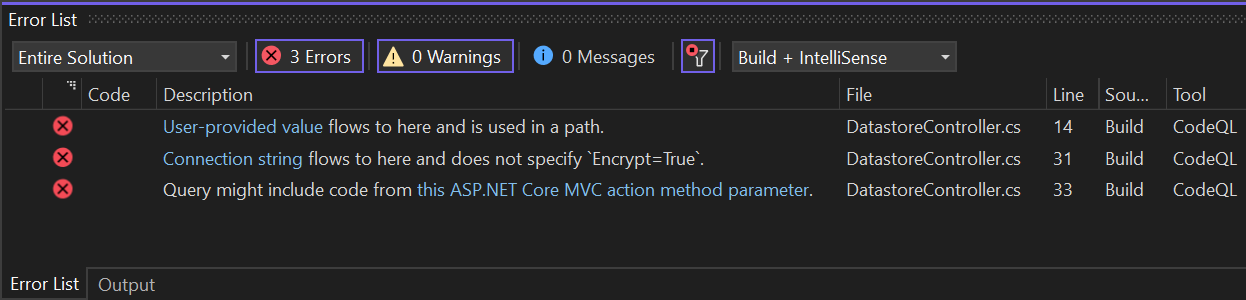 Error List
Entire Solution 3 Errors 0 Warnings 0 Messages Build + IntelliSense
Code Description File Line Sou... Tool
User-provided value flows to here and is used in a path. DatastoreController.cs 14 Build CodeQL
Connection string flows to here and does not specify `Encrypt=True`. DatastoreController.cs 31 Build CodeQL
Query might include code from this ASP.NET Core MVC action method parameter. DatastoreController.cs 33 Build CodeQL
Error List Output